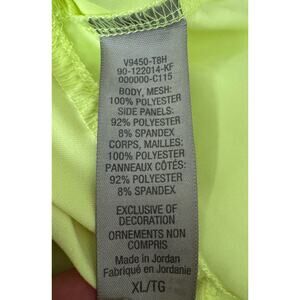 V9450-T8H
90-122014-KF
000000-C115
BODY, MESH:
100% POLYESTER
SIDE PANELS:
92% POLYESTER
8% SPANDEX
CORPS, MAILLES:
100% POLYESTER
PANNEAUX CÔTÉS:
92% POLYESTER
8% SPANDEX
EXCLUSIVE OF
DECORATION
ORNEMENTS NON
COMPRIS
Made in Jordan
Fabriqué en Jordanie
XL/TG